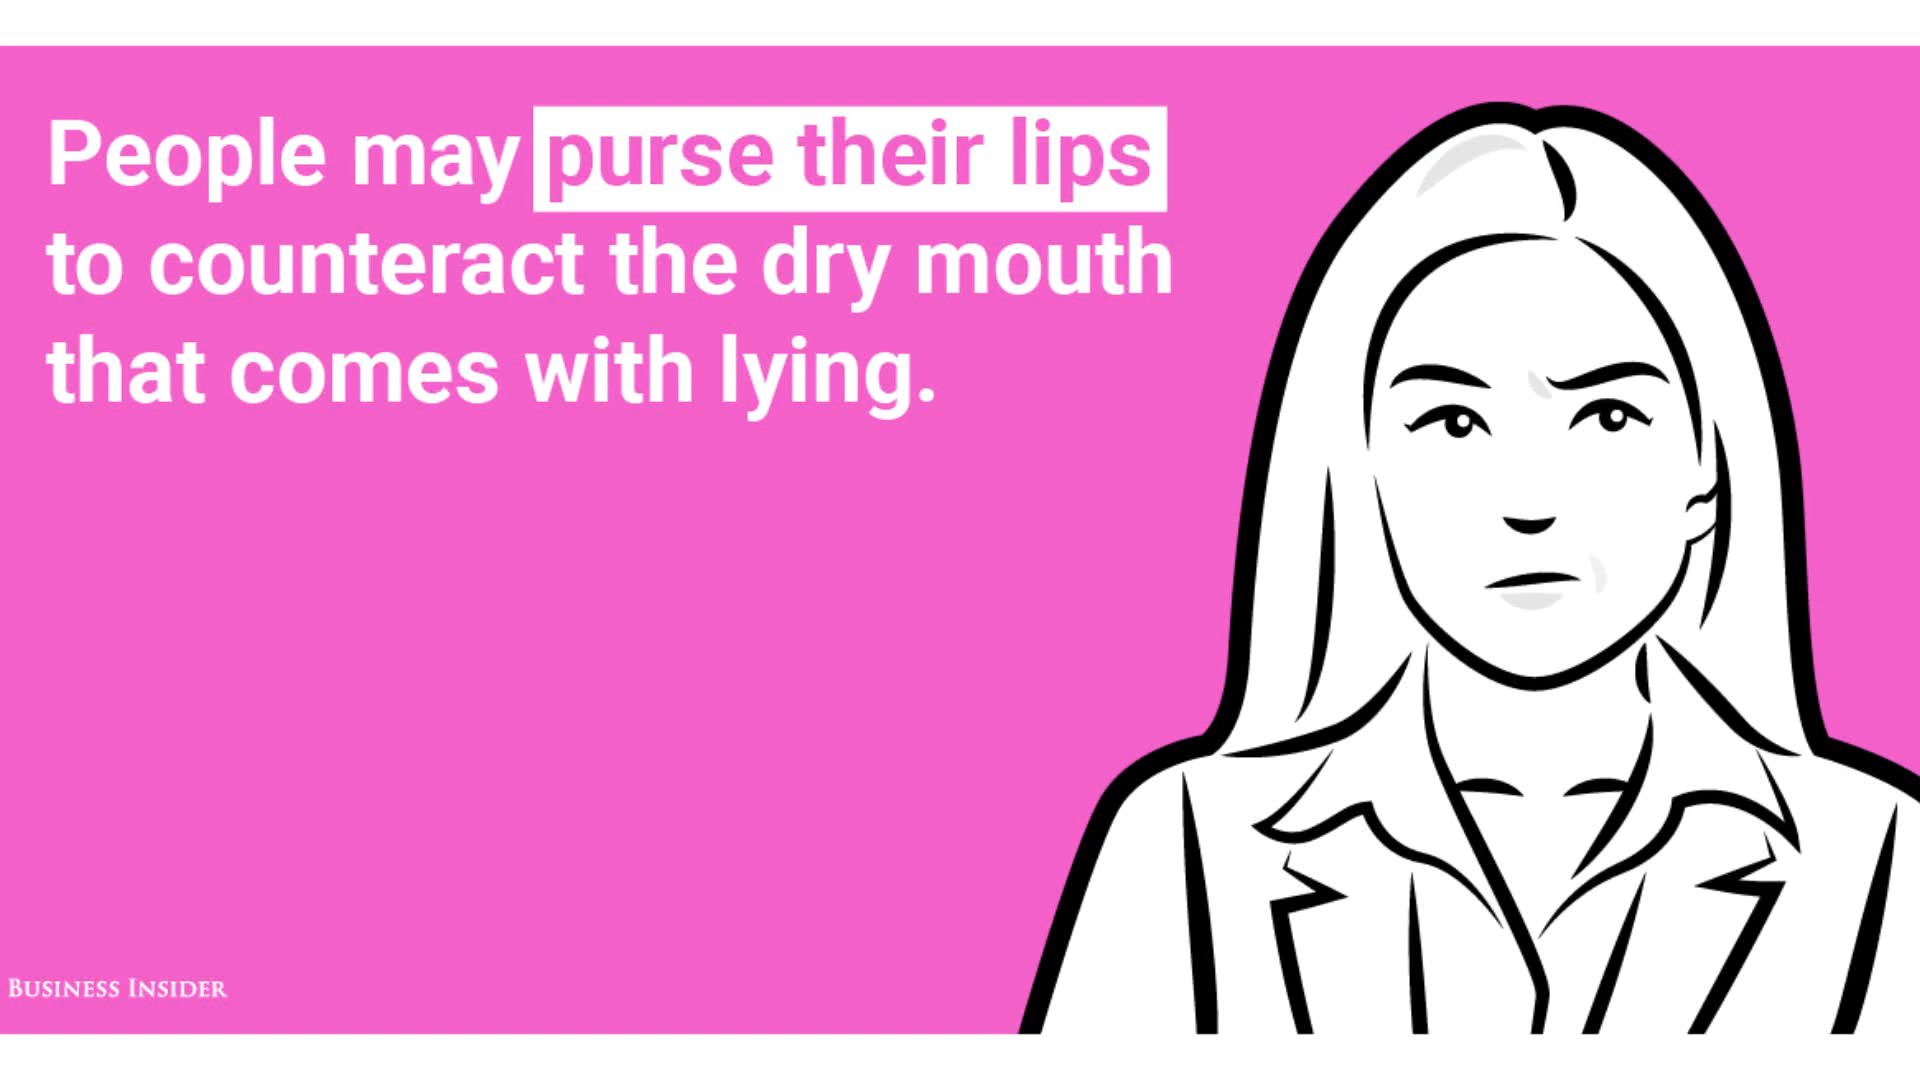 People may purse their lips
to counteract the dry mouth
that comes with lying.
BUSINESS INSIDER